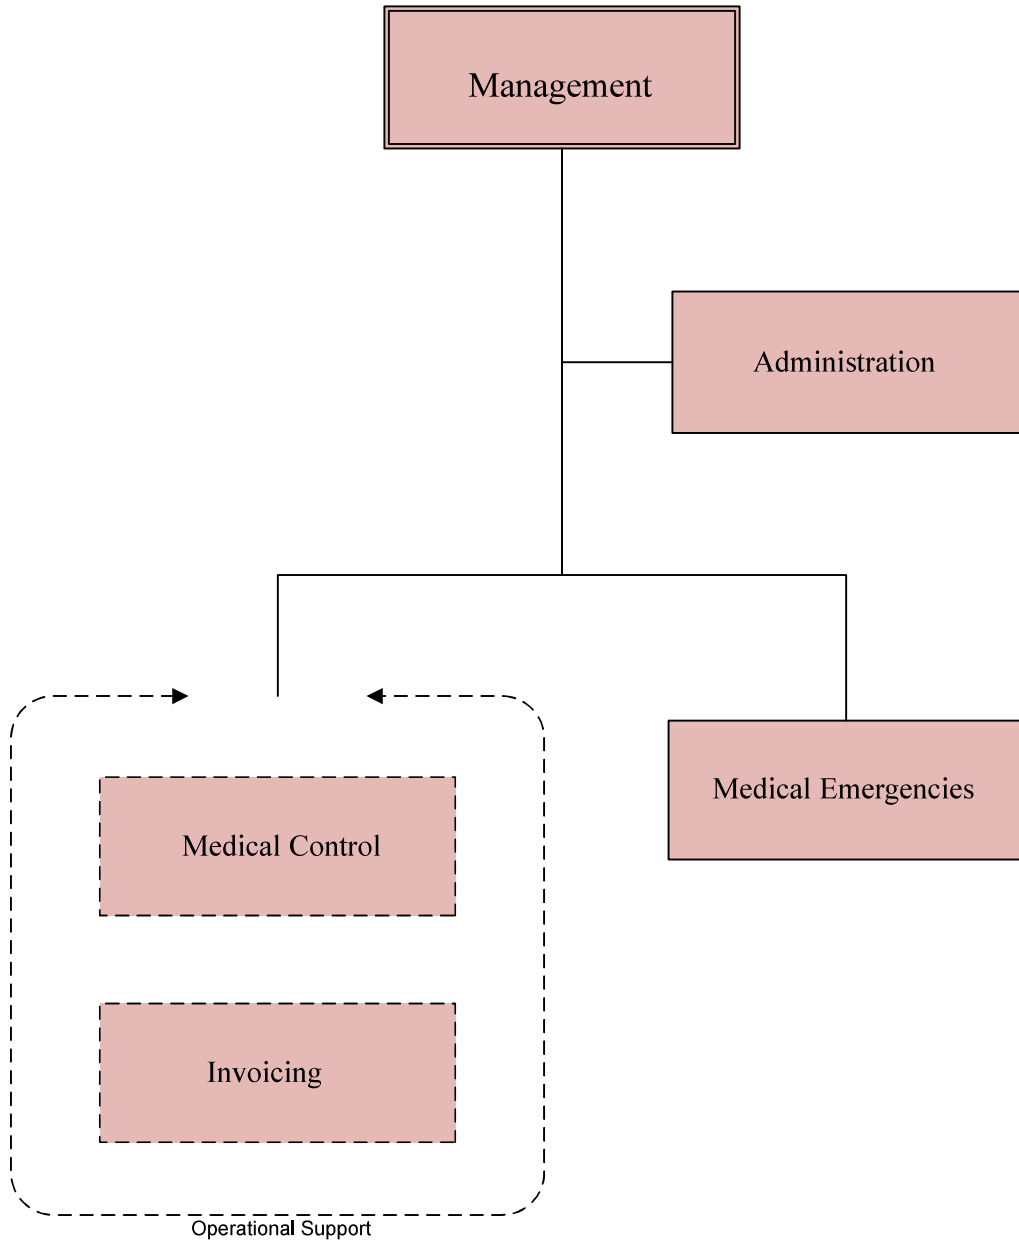 Management
Administration
Medical Emergencies
Medical Control
Invoicing
Operational Support